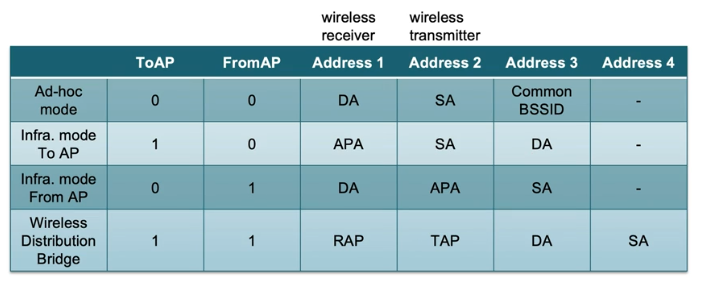 wireless receiver
wireless transmitter
ToAP FromAP Address 1 Address 2 Address 3 Address 4
Ad-hoc mode 0 0 DA SA Common BSSID -
Infra. mode To AP 1 0 APA SA DA -
Infra. mode From AP 0 1 DA APA SA -
Wireless Distribution Bridge 1 1 RAP TAP DA SA